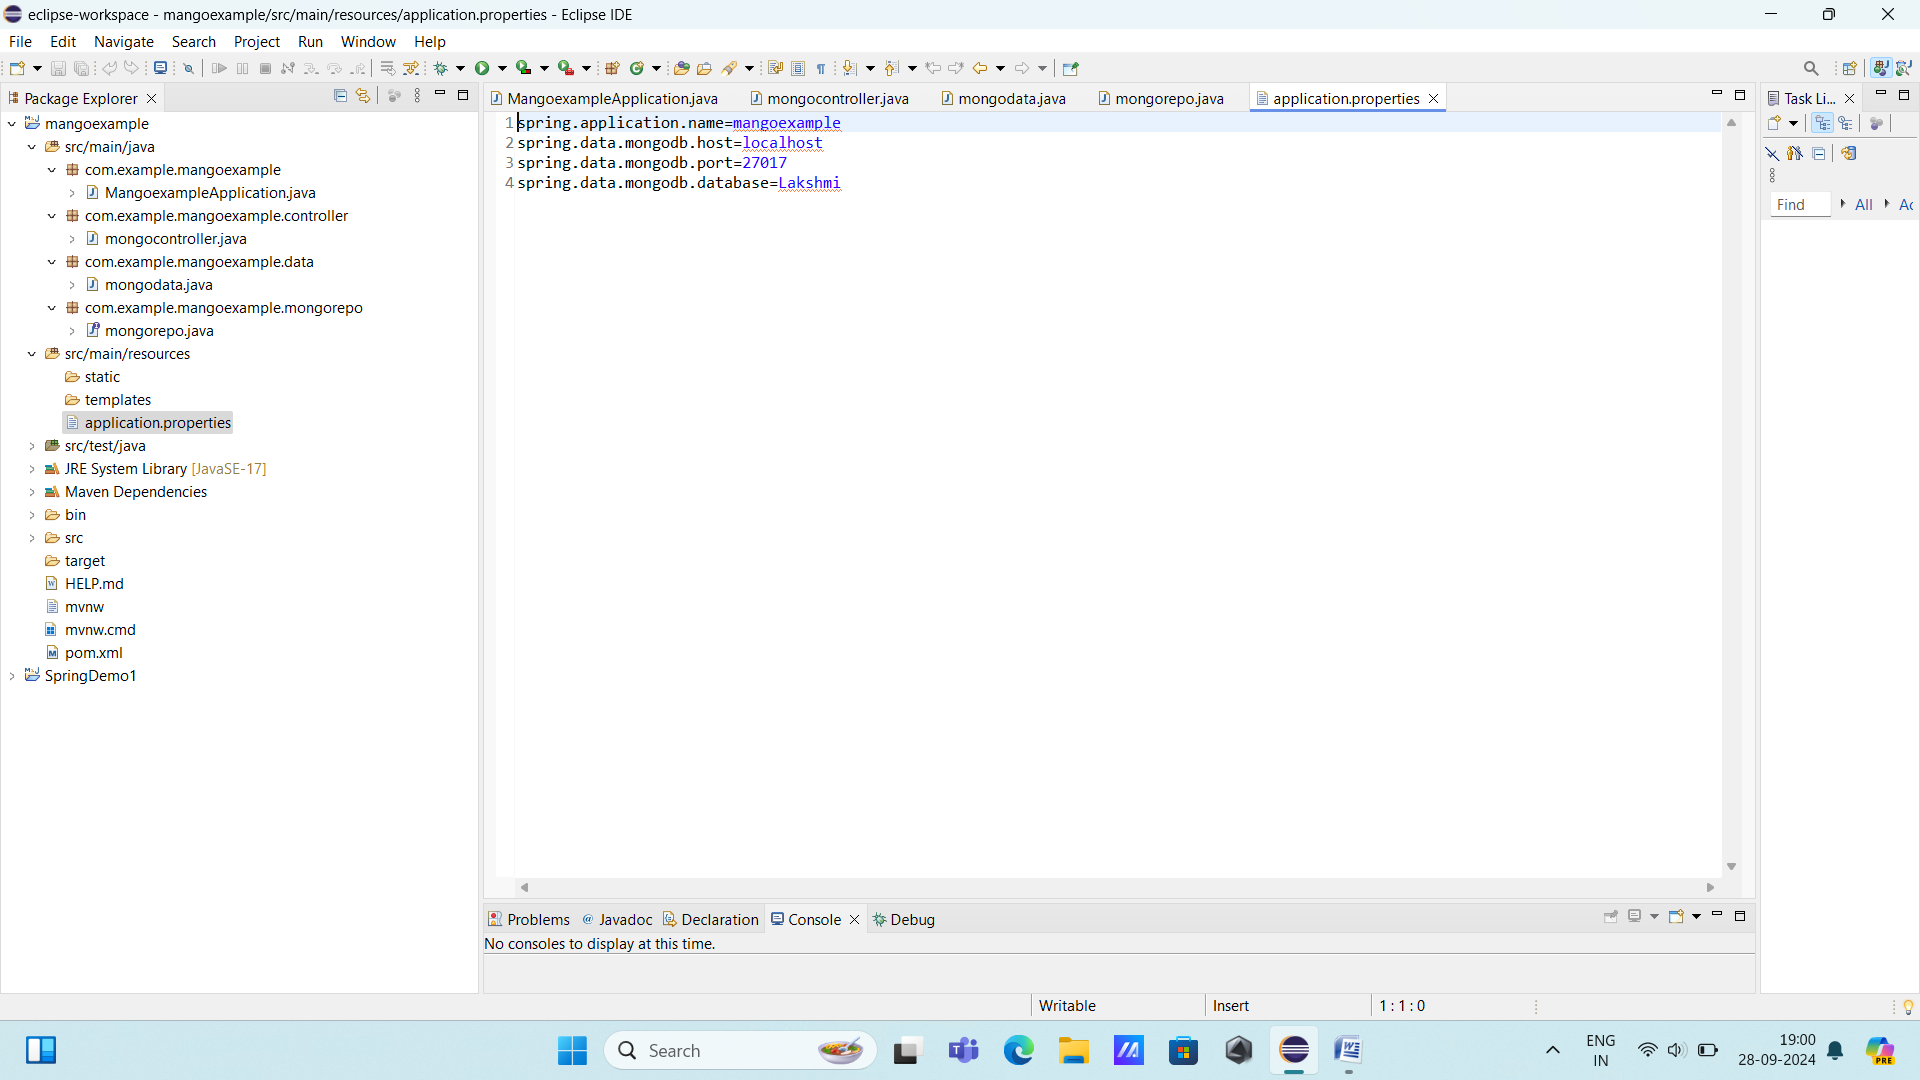 eclipse-workspace - mangoexample/src/main/resources/application.properties - Eclipse IDE
File Edit Navigate Search Project Run Window Help
Package Explorer
mangoexample
src/main/java
com.example.mangoexample
MangoexampleApplication.java
com.example.mangoexample.controller
mongocontroller.java
com.example.mangoexample.data
mongodata.java
com.example.mangoexample.mongorepo
mongorepo.java
src/main/resources
static
templates
application.properties
src/test/java
JRE System Library [JavaSE-17]
Maven Dependencies
bin
src
target
HELP.md
mvnw
mvnw.cmd
pom.xml
SpringDemo1
MangoexampleApplication.java mongocontroller.java mongodata.java mongorepo.java application.properties
1 spring.application.name=mangoexample
2 spring.data.mongodb.host=localhost
3 spring.data.mongodb.port=27017
4 spring.data.mongodb.database=Lakshmi
Task Li...
Find All Ac
Problems @ Javadoc Declaration Console Debug
No consoles to display at this time.
Writable Insert 1 : 1 : 0
Search
ENG
IN
19:00
28-09-2024
PRE